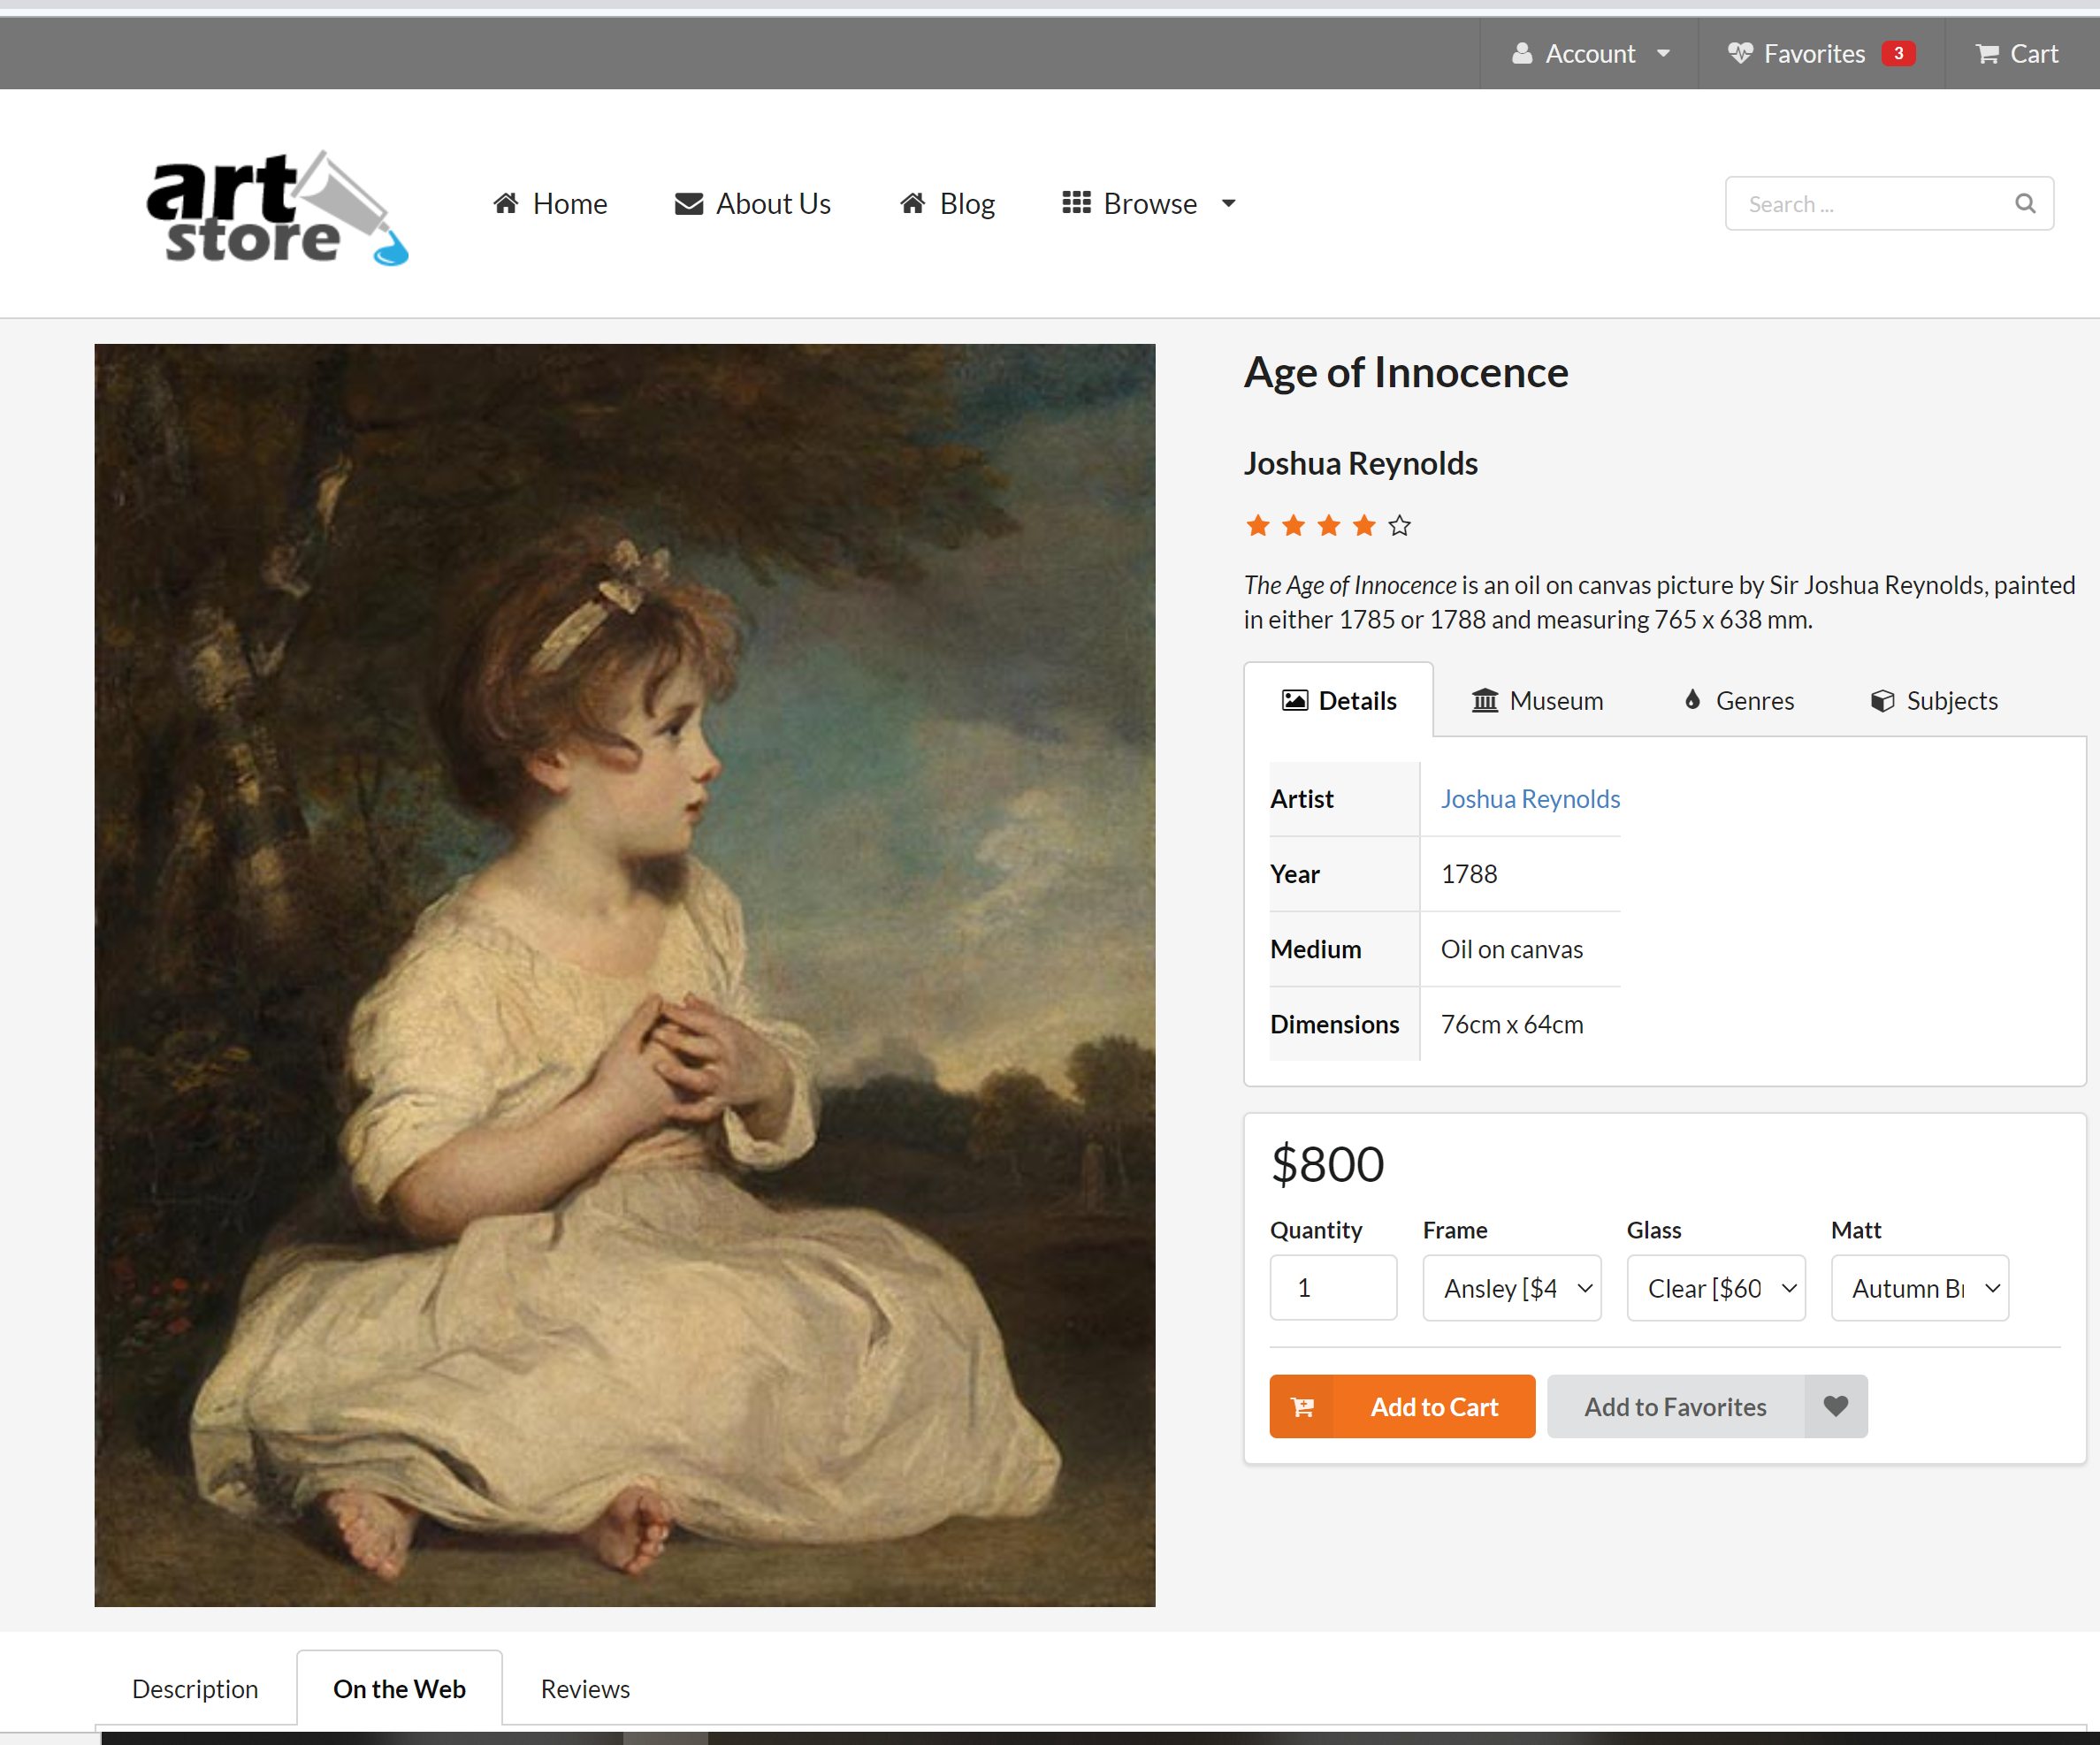 Account
Favorites 3
Cart
art
store
Home
About Us
Blog
Browse
Search ...
Age of Innocence
Joshua Reynolds
The Age of Innocence is an oil on canvas picture by Sir Joshua Reynolds, painted
in either 1785 or 1788 and measuring 765 x 638 mm.
Details
Museum
Genres
Subjects
Artist Joshua Reynolds
Year 1788
Medium Oil on canvas
Dimensions 76cm x 64cm
$800
Quantity Frame Glass Matt
1 Ansley [$4 Clear [$60 Autumn
Add to Cart
Add to Favorites
Description
On the Web
Reviews